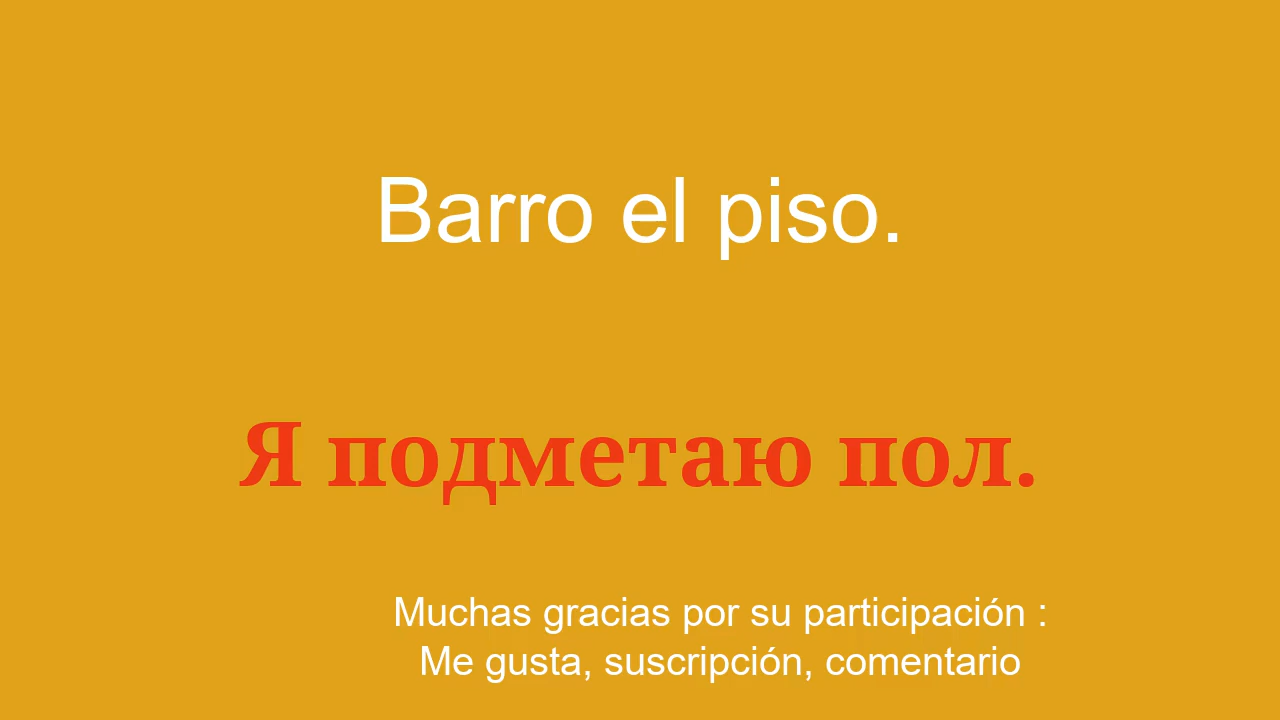 Barro el piso.
Я подметаю пол.
Muchas gracias por su participación :
Me gusta, suscripción, comentario